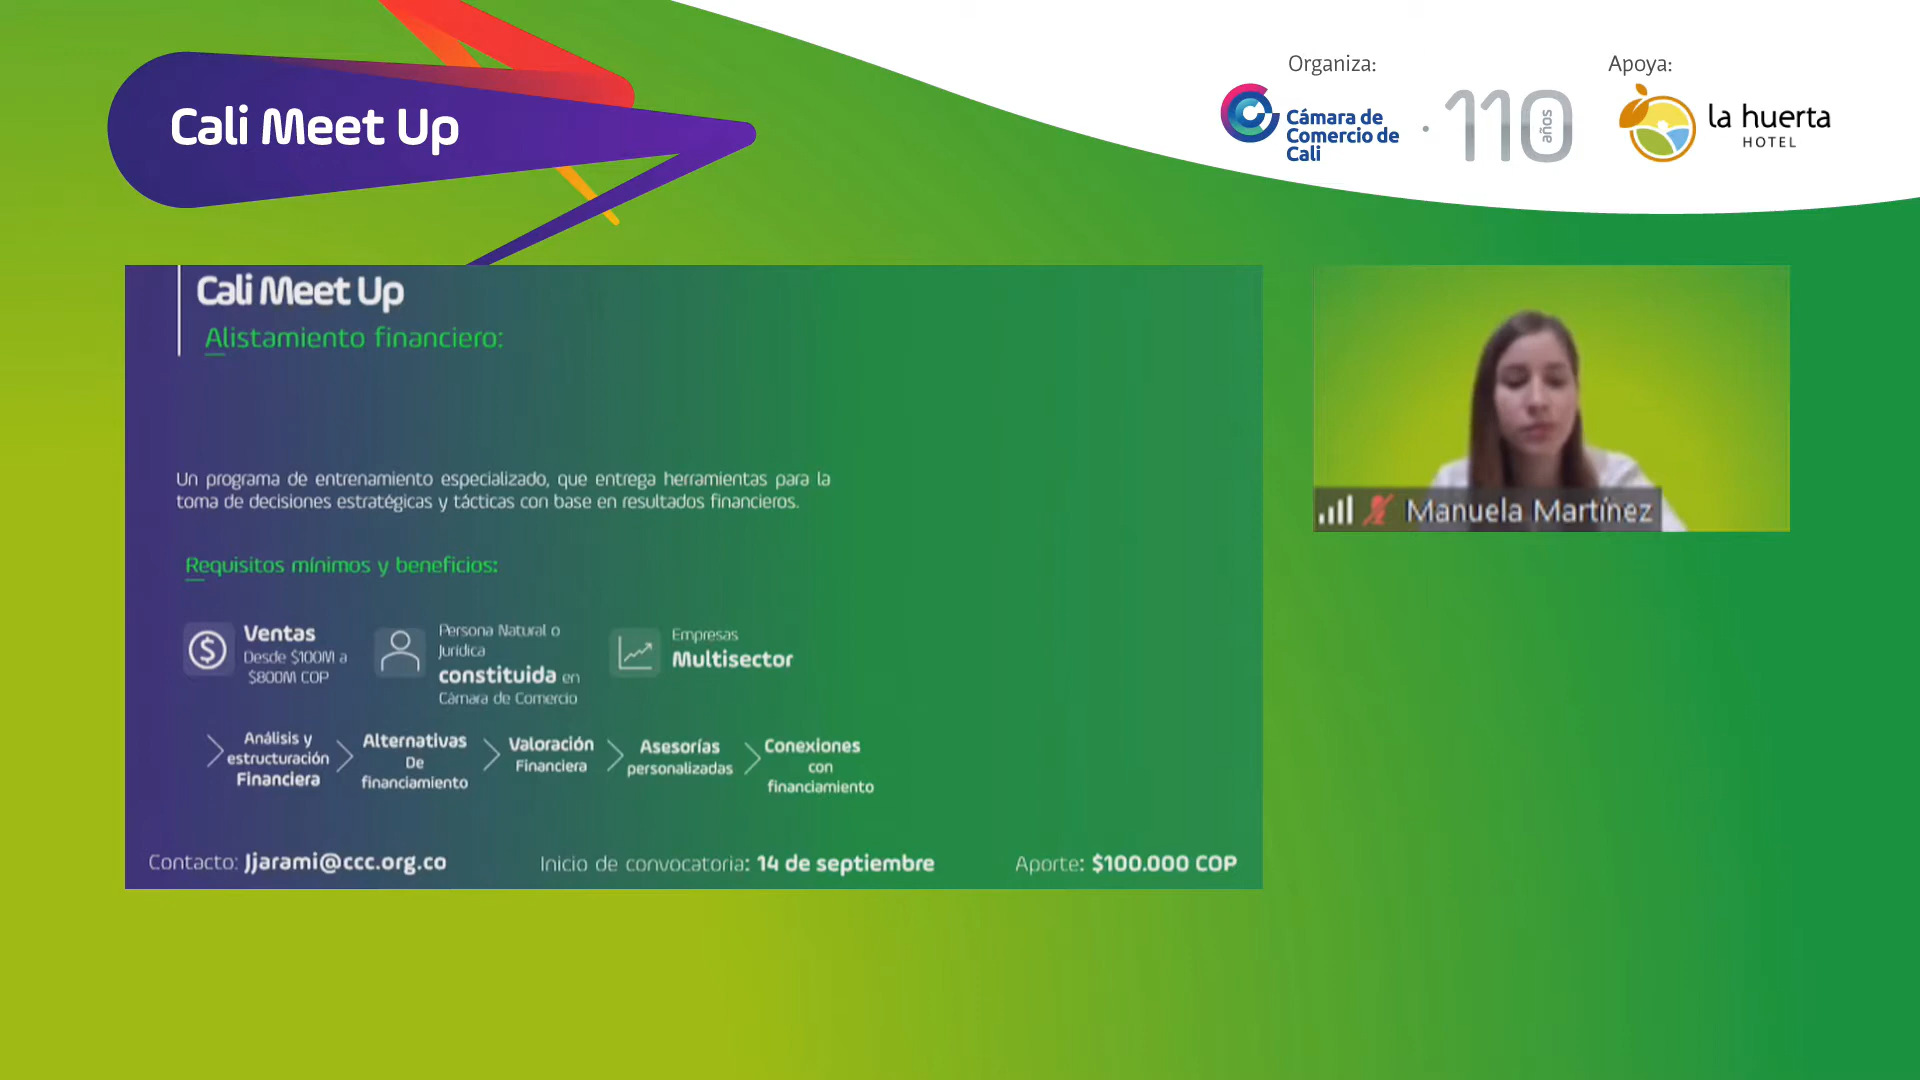 Cali Meet Up
Organiza:
Cámara de
Comercio de
Cali
110
años
Apoya:
la huerta
HOTEL
Cali Meet Up
Alistamiento financiero:
Un programa de entrenamiento especializado, que entrega herramientas para la
toma de decisiones estratégicas y tácticas con base en resultados financieros.
Requisitos mínimos y beneficios:
Ventas
Desde $100M a
$800M COP
Persona Natural o
Jurídica
constituida en
Cámara de Comercio
Empresas
Multisector
Análisis y
estructuración
Financiera
Alternativas
De
financiamiento
Valoración
Financiera
Asesorías
personalizadas
Conexiones
con
financiamiento
Contacto: Jjarami@ccc.org.co
Inicio de convocatoria: 14 de septiembre
Aporte: $100.000 COP
Manuela Martínez